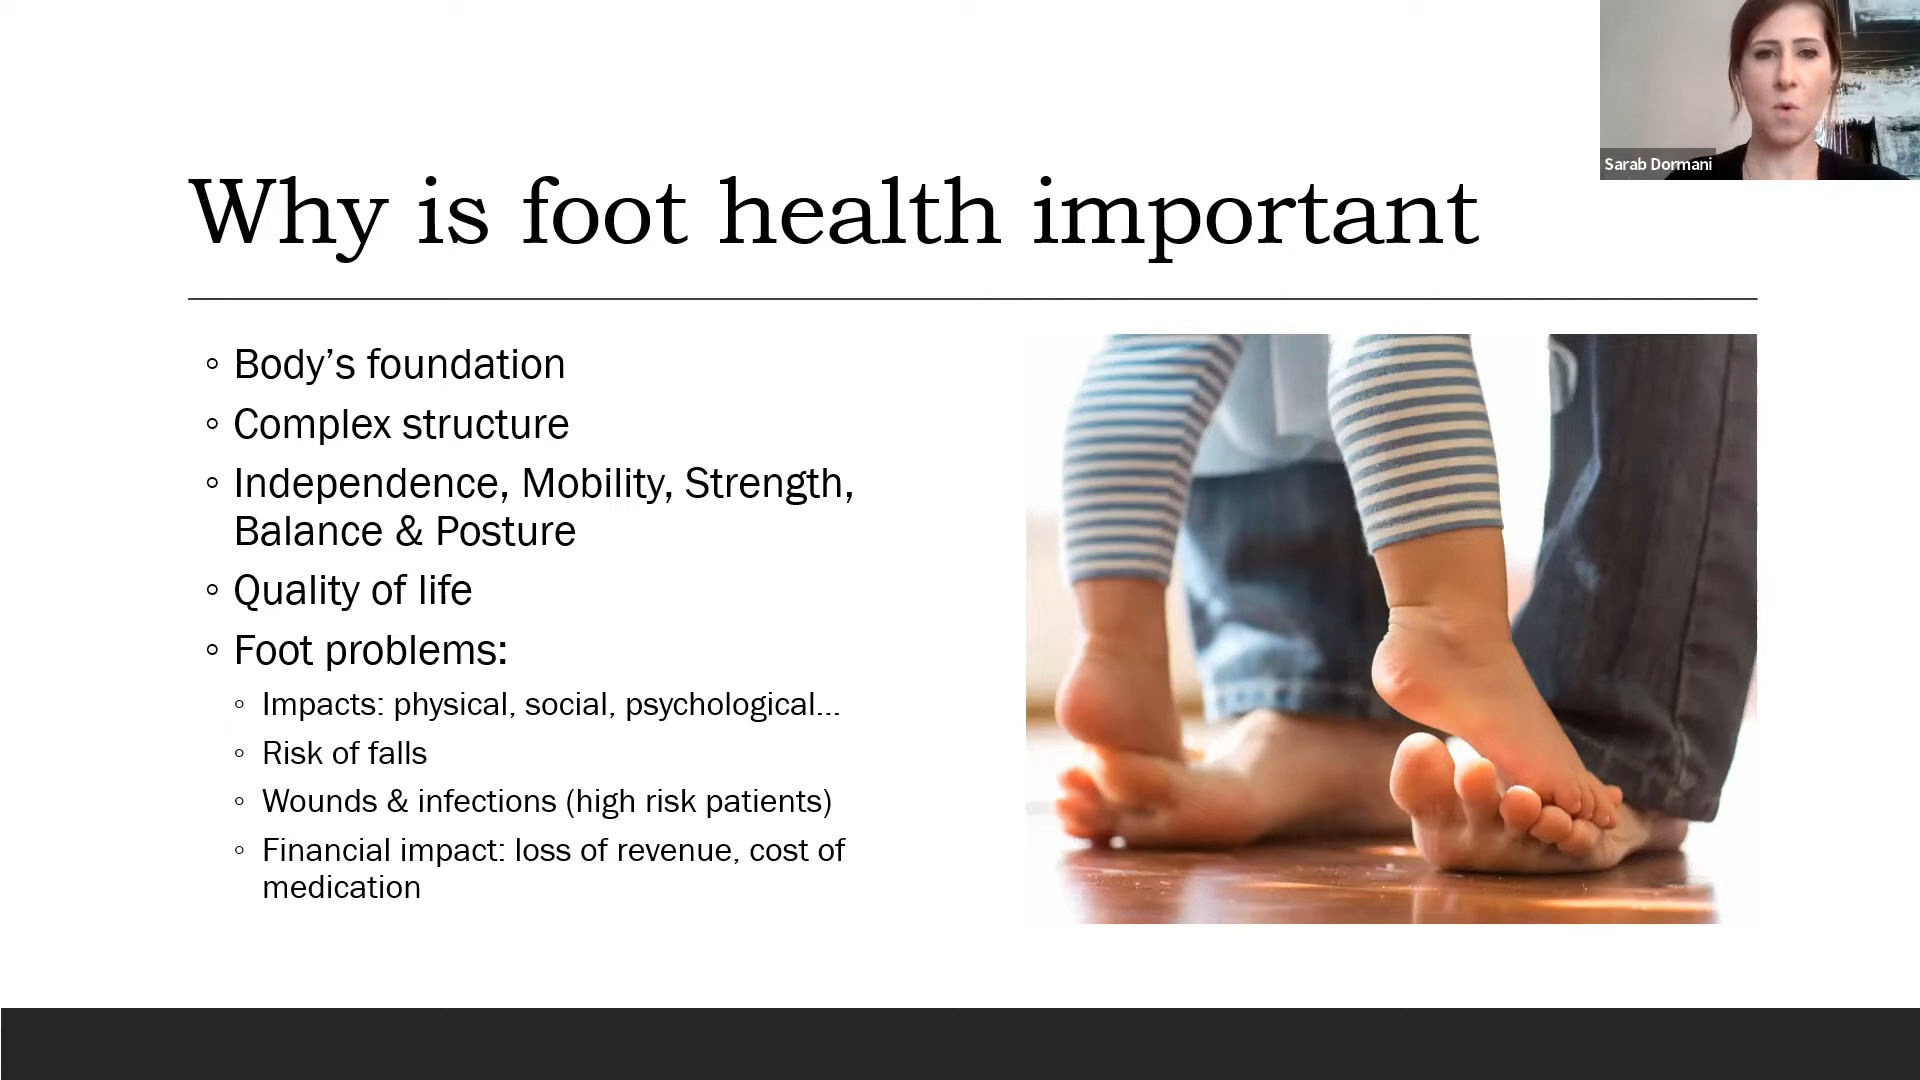 Sarab Dormani
Why is foot health important
◦ Body’s foundation
◦ Complex structure
◦ Independence, Mobility, Strength,
Balance & Posture
◦ Quality of life
◦ Foot problems:
◦ Impacts: physical, social, psychological…
◦ Risk of falls
◦ Wounds & infections (high risk patients)
◦ Financial impact: loss of revenue, cost of
medication